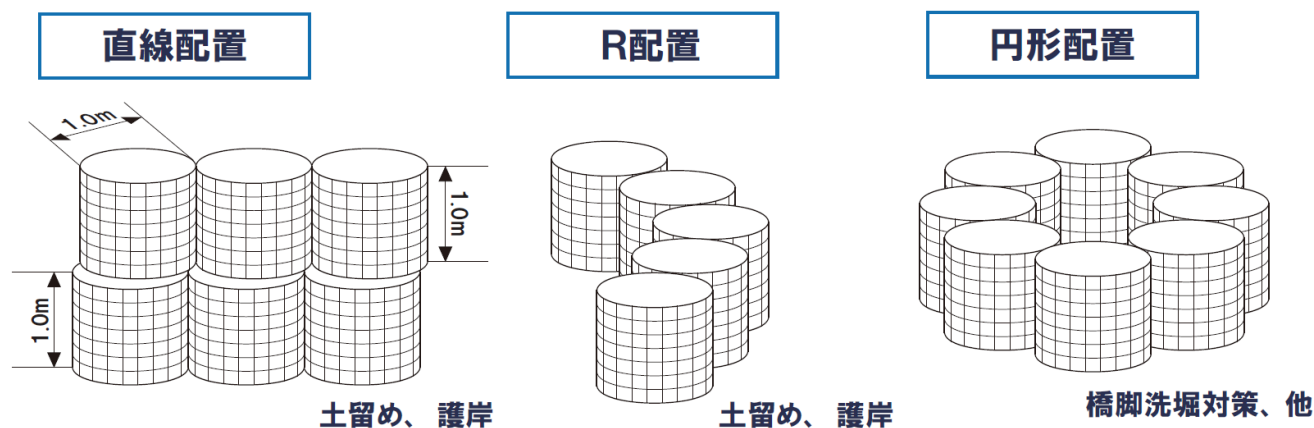 直線配置
R配置
円形配置
1.0m
1.0m
1.0m
土留め、護岸
土留め、護岸
橋脚洗堀対策、他